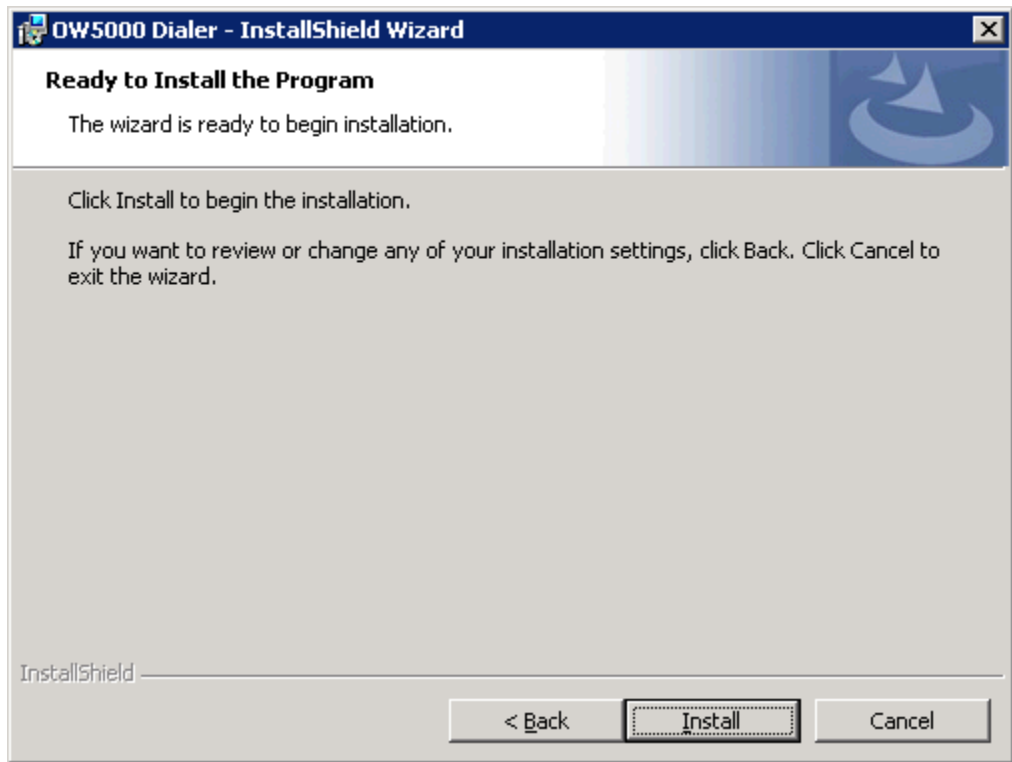 OW5000 Dialer - InstallShield Wizard
Ready to Install the Program
The wizard is ready to begin installation.
Click Install to begin the installation.
If you want to review or change any of your installation settings, click Back. Click Cancel to
exit the wizard.
InstallShield
< Back Install Cancel